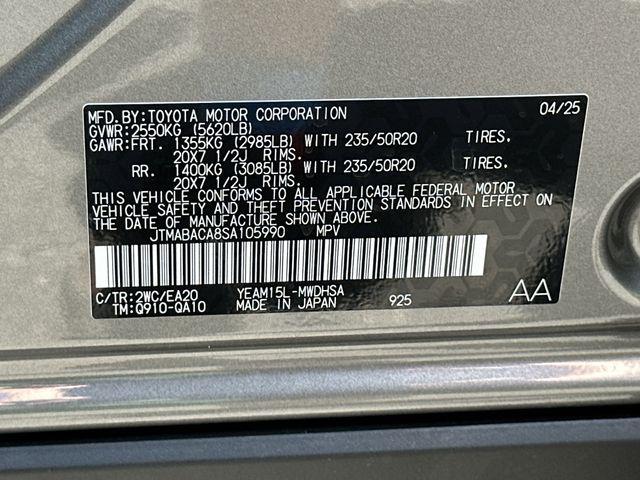 MFD.BY:TOYOTA MOTOR CORPORATION 04/25
GVWR:2550KG (5620LB)
GAWR:FRT. 1355KG (2985LB) WITH 235/50R20 TIRES.
20X7 1/2J RIMS.
RR. 1400KG (3085LB) WITH 235/50R20 TIRES.
20X7 1/2J RIMS.
THIS VEHICLE CONFORMS TO ALL APPLICABLE FEDERAL MOTOR
VEHICLE SAFETY AND THEFT PREVENTION STANDARDS IN EFFECT ON
THE DATE OF MANUFACTURE SHOWN ABOVE.
JTMABACA8SA105990 MPV
C/TR:2WC/EA20 YEAM15L-MWDHSA
TM:Q910-QA10 MADE IN JAPAN 925 AA